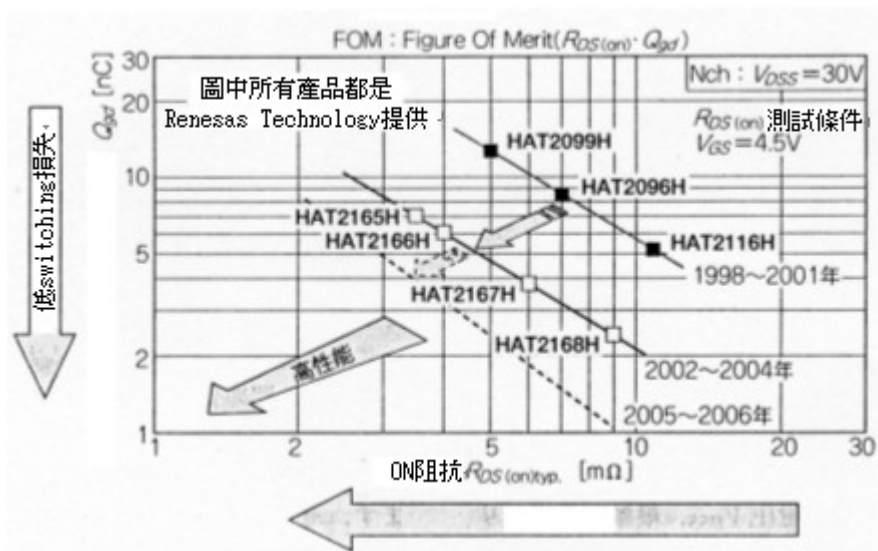 FOM : Figure Of Merit(RDS(on)· Qgd)
Qgd [nC]
30
20
10
5
2
1
Nch : VDSS=30V
圖中所有產品都是
Renesas Technology提供
RDS(on)測試條件
VGS=4.5V
HAT2099H
HAT2096H
HAT2116H
HAT2165H
HAT2166H
HAT2167H
HAT2168H
1998～2001年
2002～2004年
2005～2006年
低switching損失
高性能
1
2
5
10
20
30
ON阻抗RDS(on)typ. [mΩ]